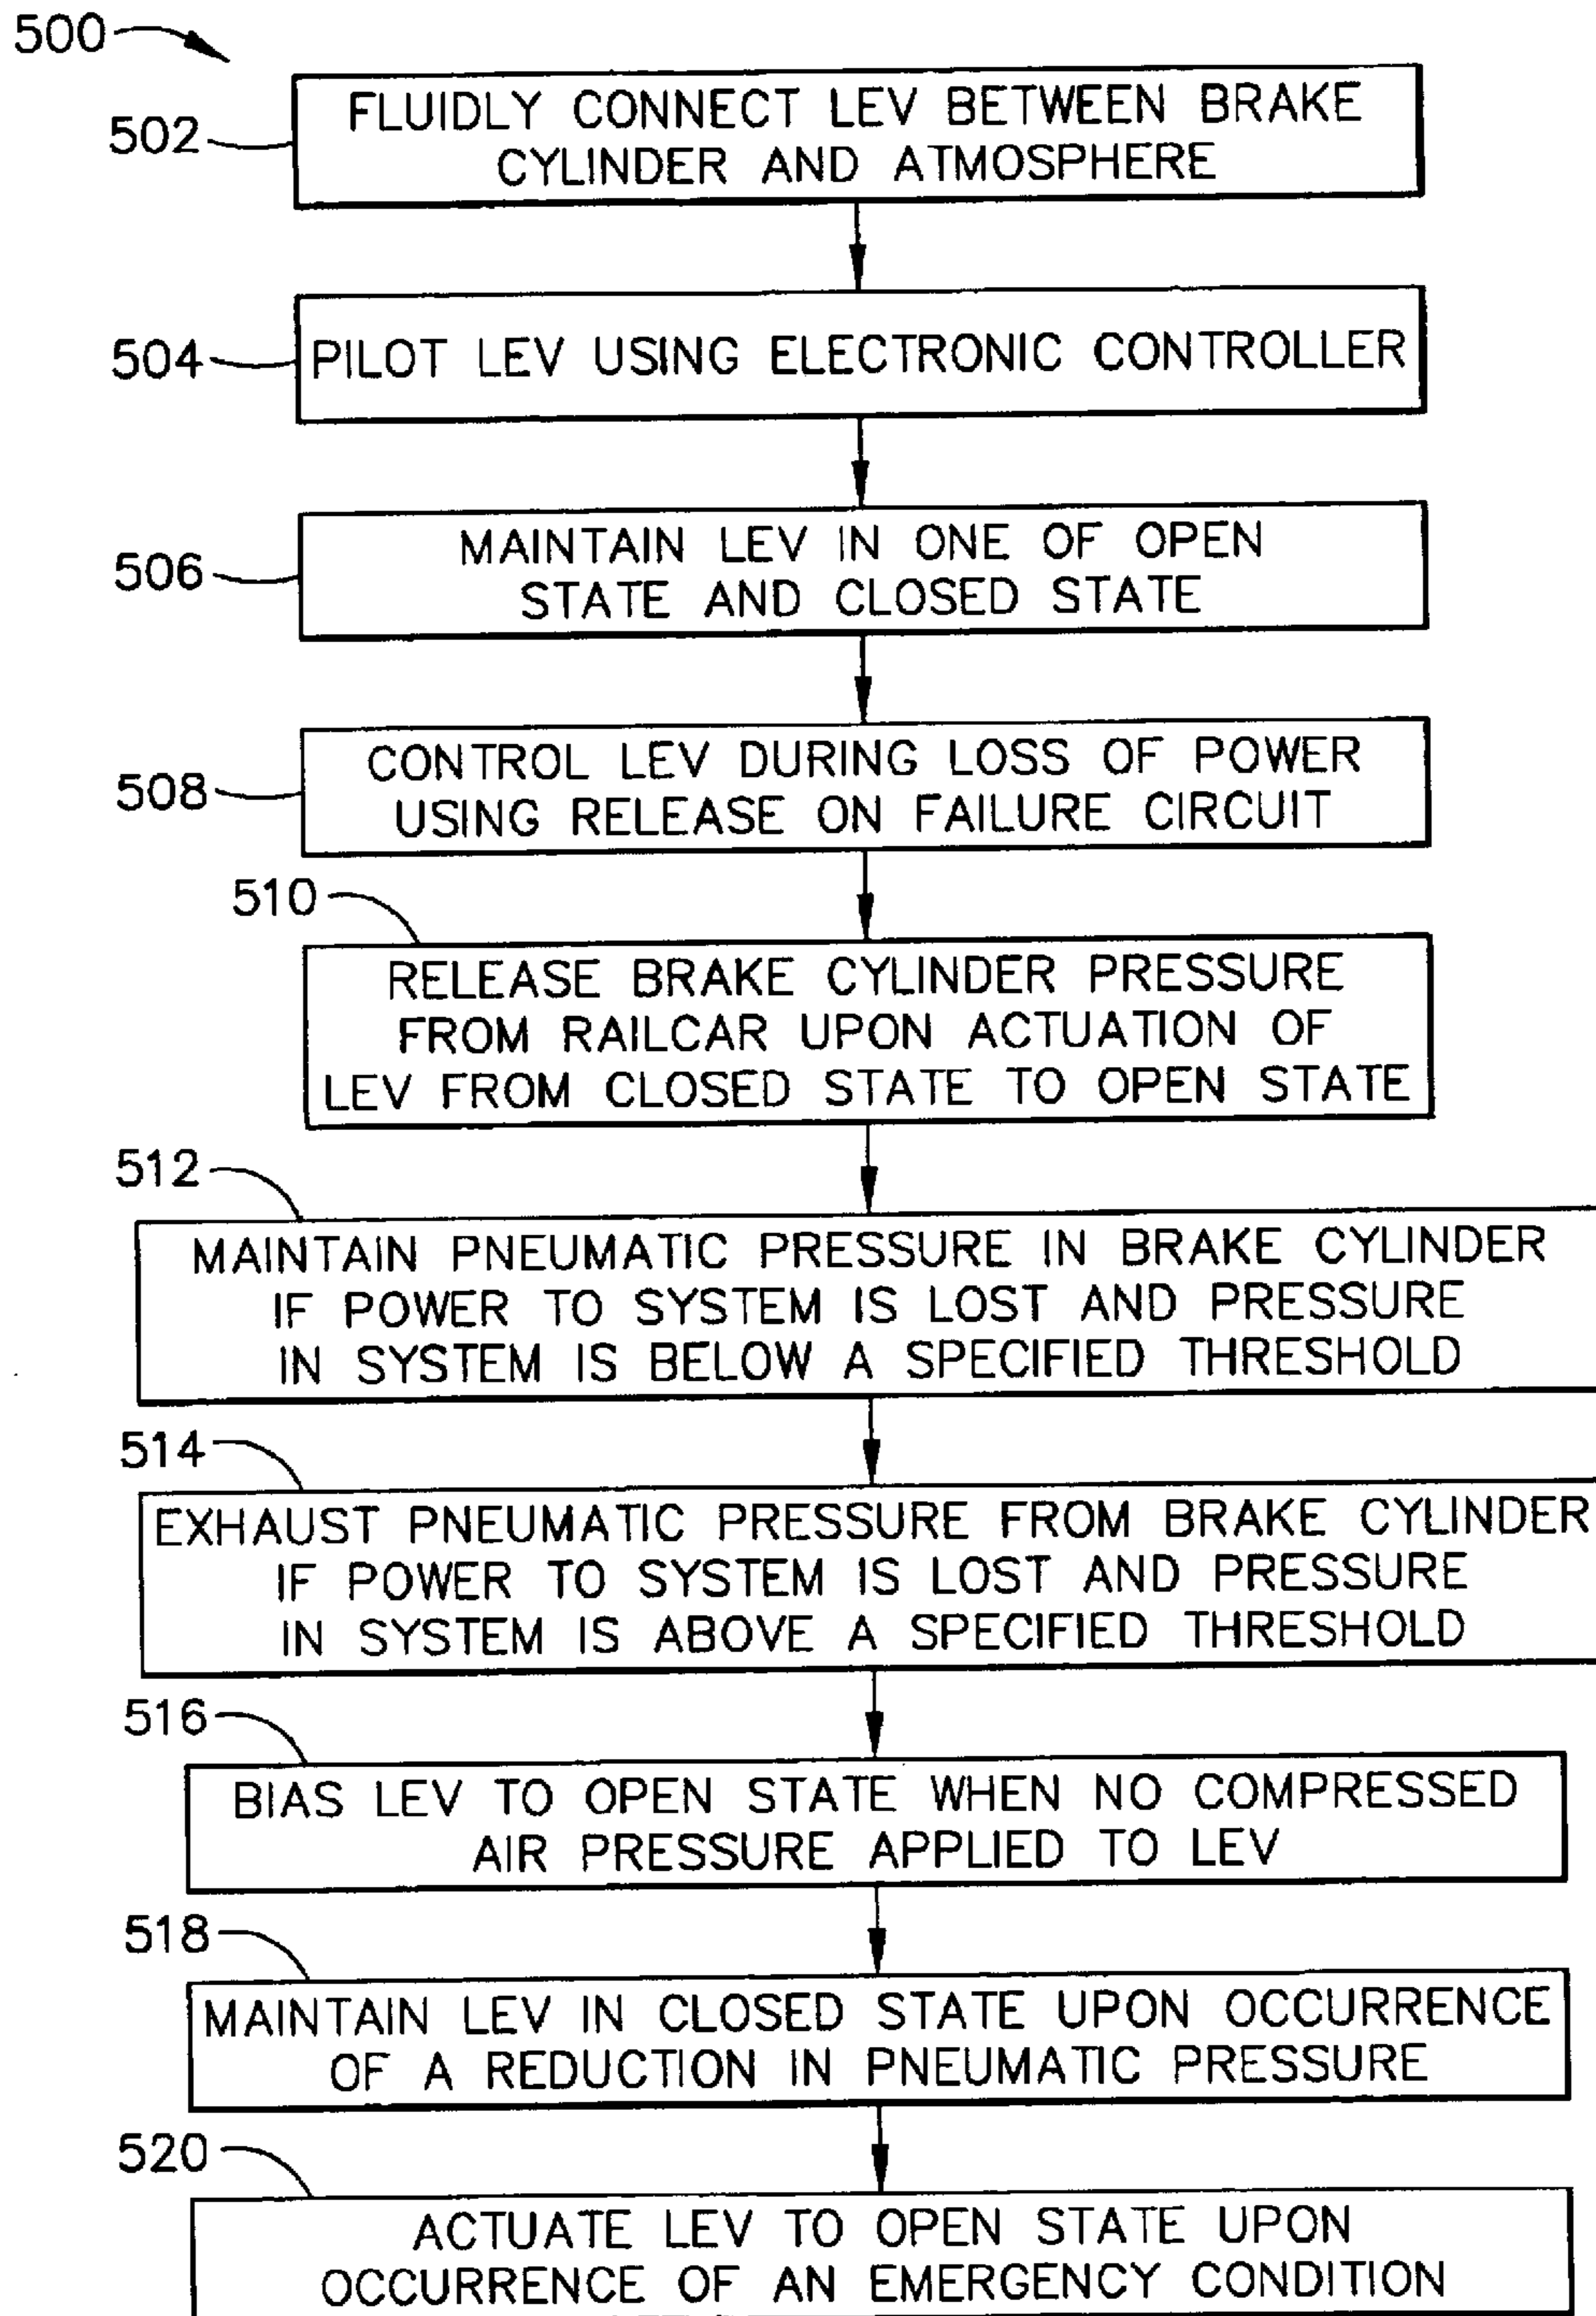 500
502
FLUIDLY CONNECT LEV BETWEEN BRAKE
CYLINDER AND ATMOSPHERE
504
PILOT LEV USING ELECTRONIC CONTROLLER
506
MAINTAIN LEV IN ONE OF OPEN
STATE AND CLOSED STATE
508
CONTROL LEV DURING LOSS OF POWER
USING RELEASE ON FAILURE CIRCUIT
510
RELEASE BRAKE CYLINDER PRESSURE
FROM RAILCAR UPON ACTUATION OF
LEV FROM CLOSED STATE TO OPEN STATE
512
MAINTAIN PNEUMATIC PRESSURE IN BRAKE CYLINDER
IF POWER TO SYSTEM IS LOST AND PRESSURE
IN SYSTEM IS BELOW A SPECIFIED THRESHOLD
514
EXHAUST PNEUMATIC PRESSURE FROM BRAKE CYLINDER
IF POWER TO SYSTEM IS LOST AND PRESSURE
IN SYSTEM IS ABOVE A SPECIFIED THRESHOLD
516
BIAS LEV TO OPEN STATE WHEN NO COMPRESSED
AIR PRESSURE APPLIED TO LEV
518
MAINTAIN LEV IN CLOSED STATE UPON OCCURRENCE
OF A REDUCTION IN PNEUMATIC PRESSURE
520
ACTUATE LEV TO OPEN STATE UPON
OCCURRENCE OF AN EMERGENCY CONDITION